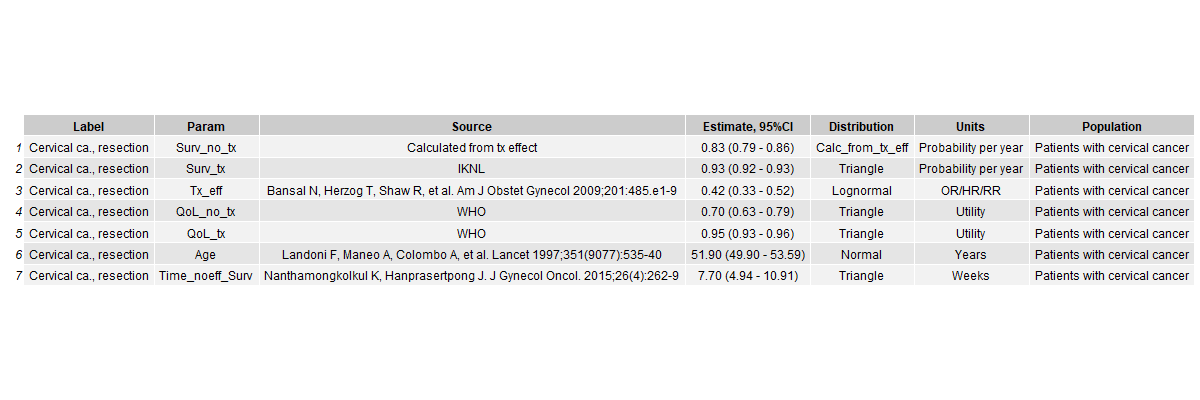 Label Param Source Estimate, 95%CI Distribution Units Population
1 Cervical ca., resection Surv_no_tx Calculated from tx effect 0.83 (0.79 - 0.86) Calc_from_tx_eff Probability per year Patients with cervical cancer
2 Cervical ca., resection Surv_tx IKNL 0.93 (0.92 - 0.93) Triangle Probability per year Patients with cervical cancer
3 Cervical ca., resection Tx_eff Bansal N, Herzog T, Shaw R, et al. Am J Obstet Gynecol 2009;201:485.e1-9 0.42 (0.33 - 0.52) Lognormal OR/HR/RR Patients with cervical cancer
4 Cervical ca., resection QoL_no_tx WHO 0.70 (0.63 - 0.79) Triangle Utility Patients with cervical cancer
5 Cervical ca., resection QoL_tx WHO 0.95 (0.93 - 0.96) Triangle Utility Patients with cervical cancer
6 Cervical ca., resection Age Landoni F, Maneo A, Colombo A, et al. Lancet 1997;351(9077):535-40 51.90 (49.90 - 53.59) Normal Years Patients with cervical cancer
7 Cervical ca., resection Time_noeff_Surv Nanthamongkolkul K, Hanprasertpong J. J Gynecol Oncol. 2015;26(4):262-9 7.70 (4.94 - 10.91) Triangle Weeks Patients with cervical cancer